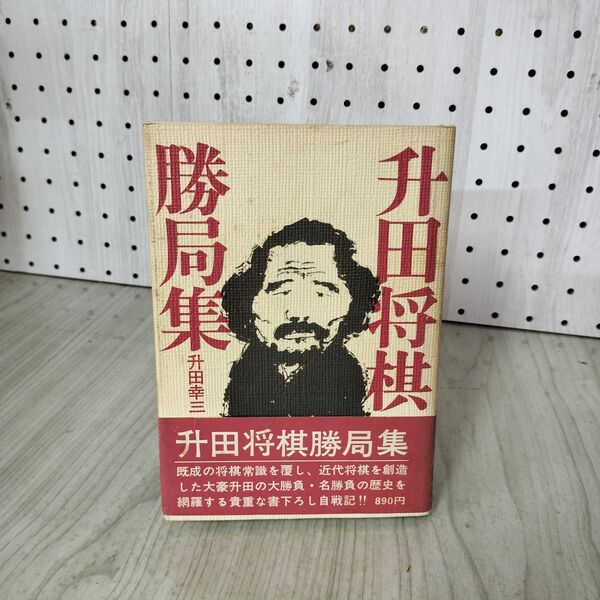 升田将棋
勝局集
升田幸三
升田将棋勝局集
既成の将棋常識を覆し、近代将棋を創造
した大豪升田の大勝負・名勝負の歴史を
網羅する貴重な書下ろし自戦記!! 890円